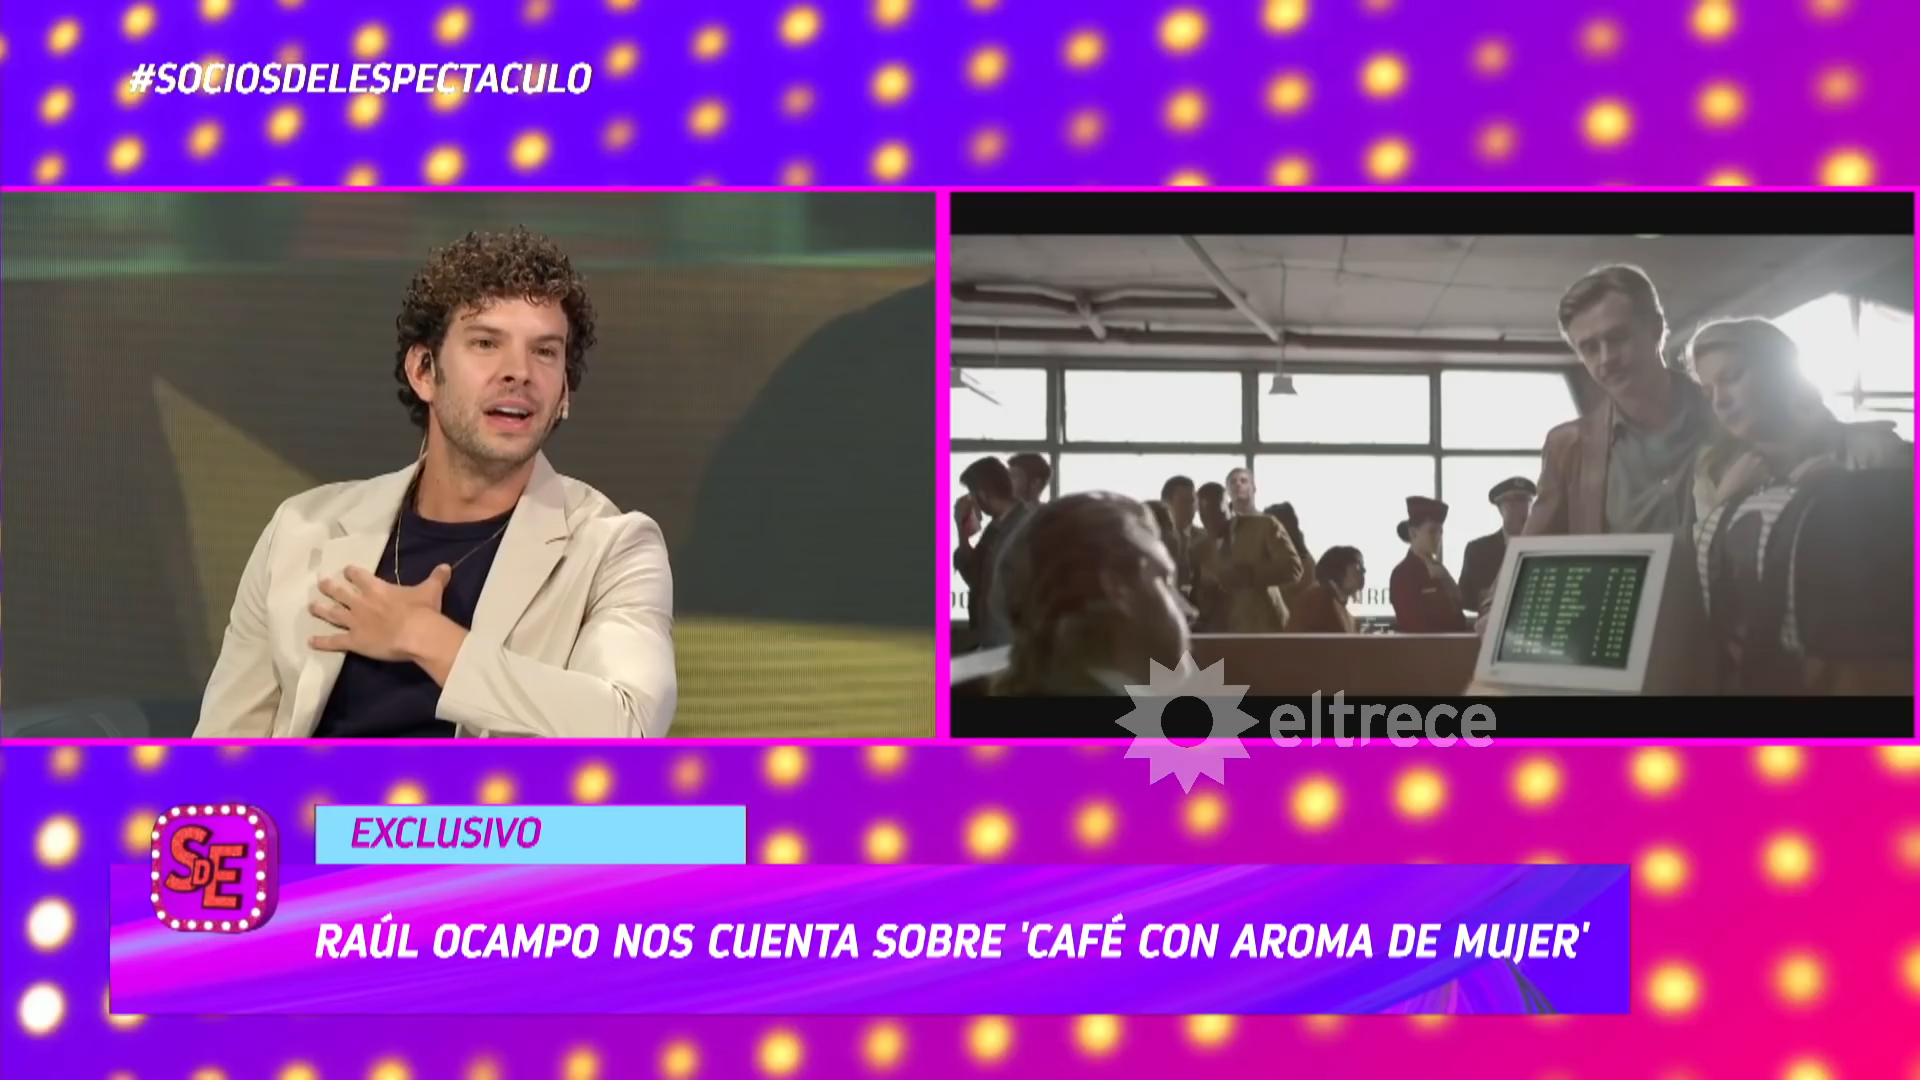 #SOCIOSDELESPECTACULO
eltrece
EXCLUSIVO
SDE
RAÚL OCAMPO NOS CUENTA SOBRE 'CAFÉ CON AROMA DE MUJER'